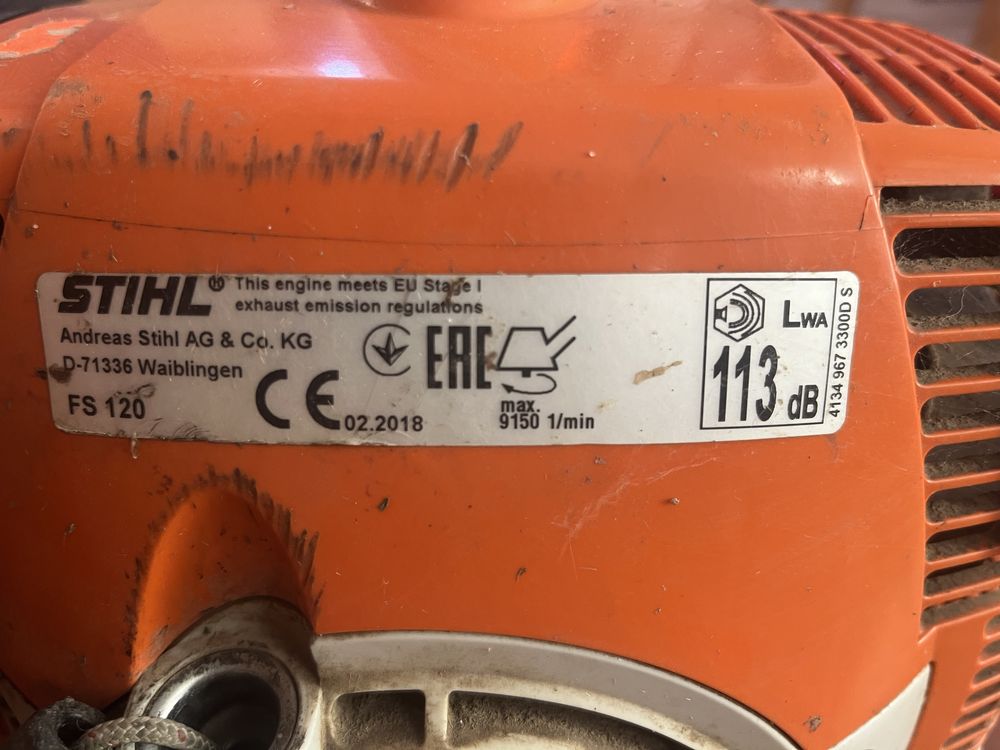 STIHL® This engine meets EU Stage I
exhaust emission regulations
Andreas Stihl AG & Co. KG
D-71336 Waiblingen
FS 120
CE 02.2018
EAC
max.
9150 1/min
LWA
113 dB
4134 967 3300D S